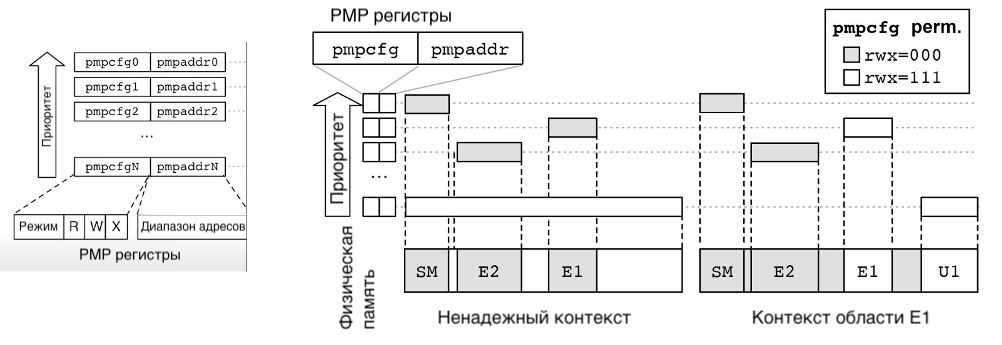 Приоритет
pmpcfg0 pmpaddr0
pmpcfg1 pmpaddr1
pmpcfg2 pmpaddr2
...
pmpcfgN pmpaddrN
Режим R W X Диапазон адресов
PMP регистры
PMP регистры
pmpcfg pmpaddr
Приоритет
...
Физическая
память
SM E2 E1
Ненадежный контекст
pmpcfg perm.
rwx=000
rwx=111
SM E2 E1 U1
Контекст области E1